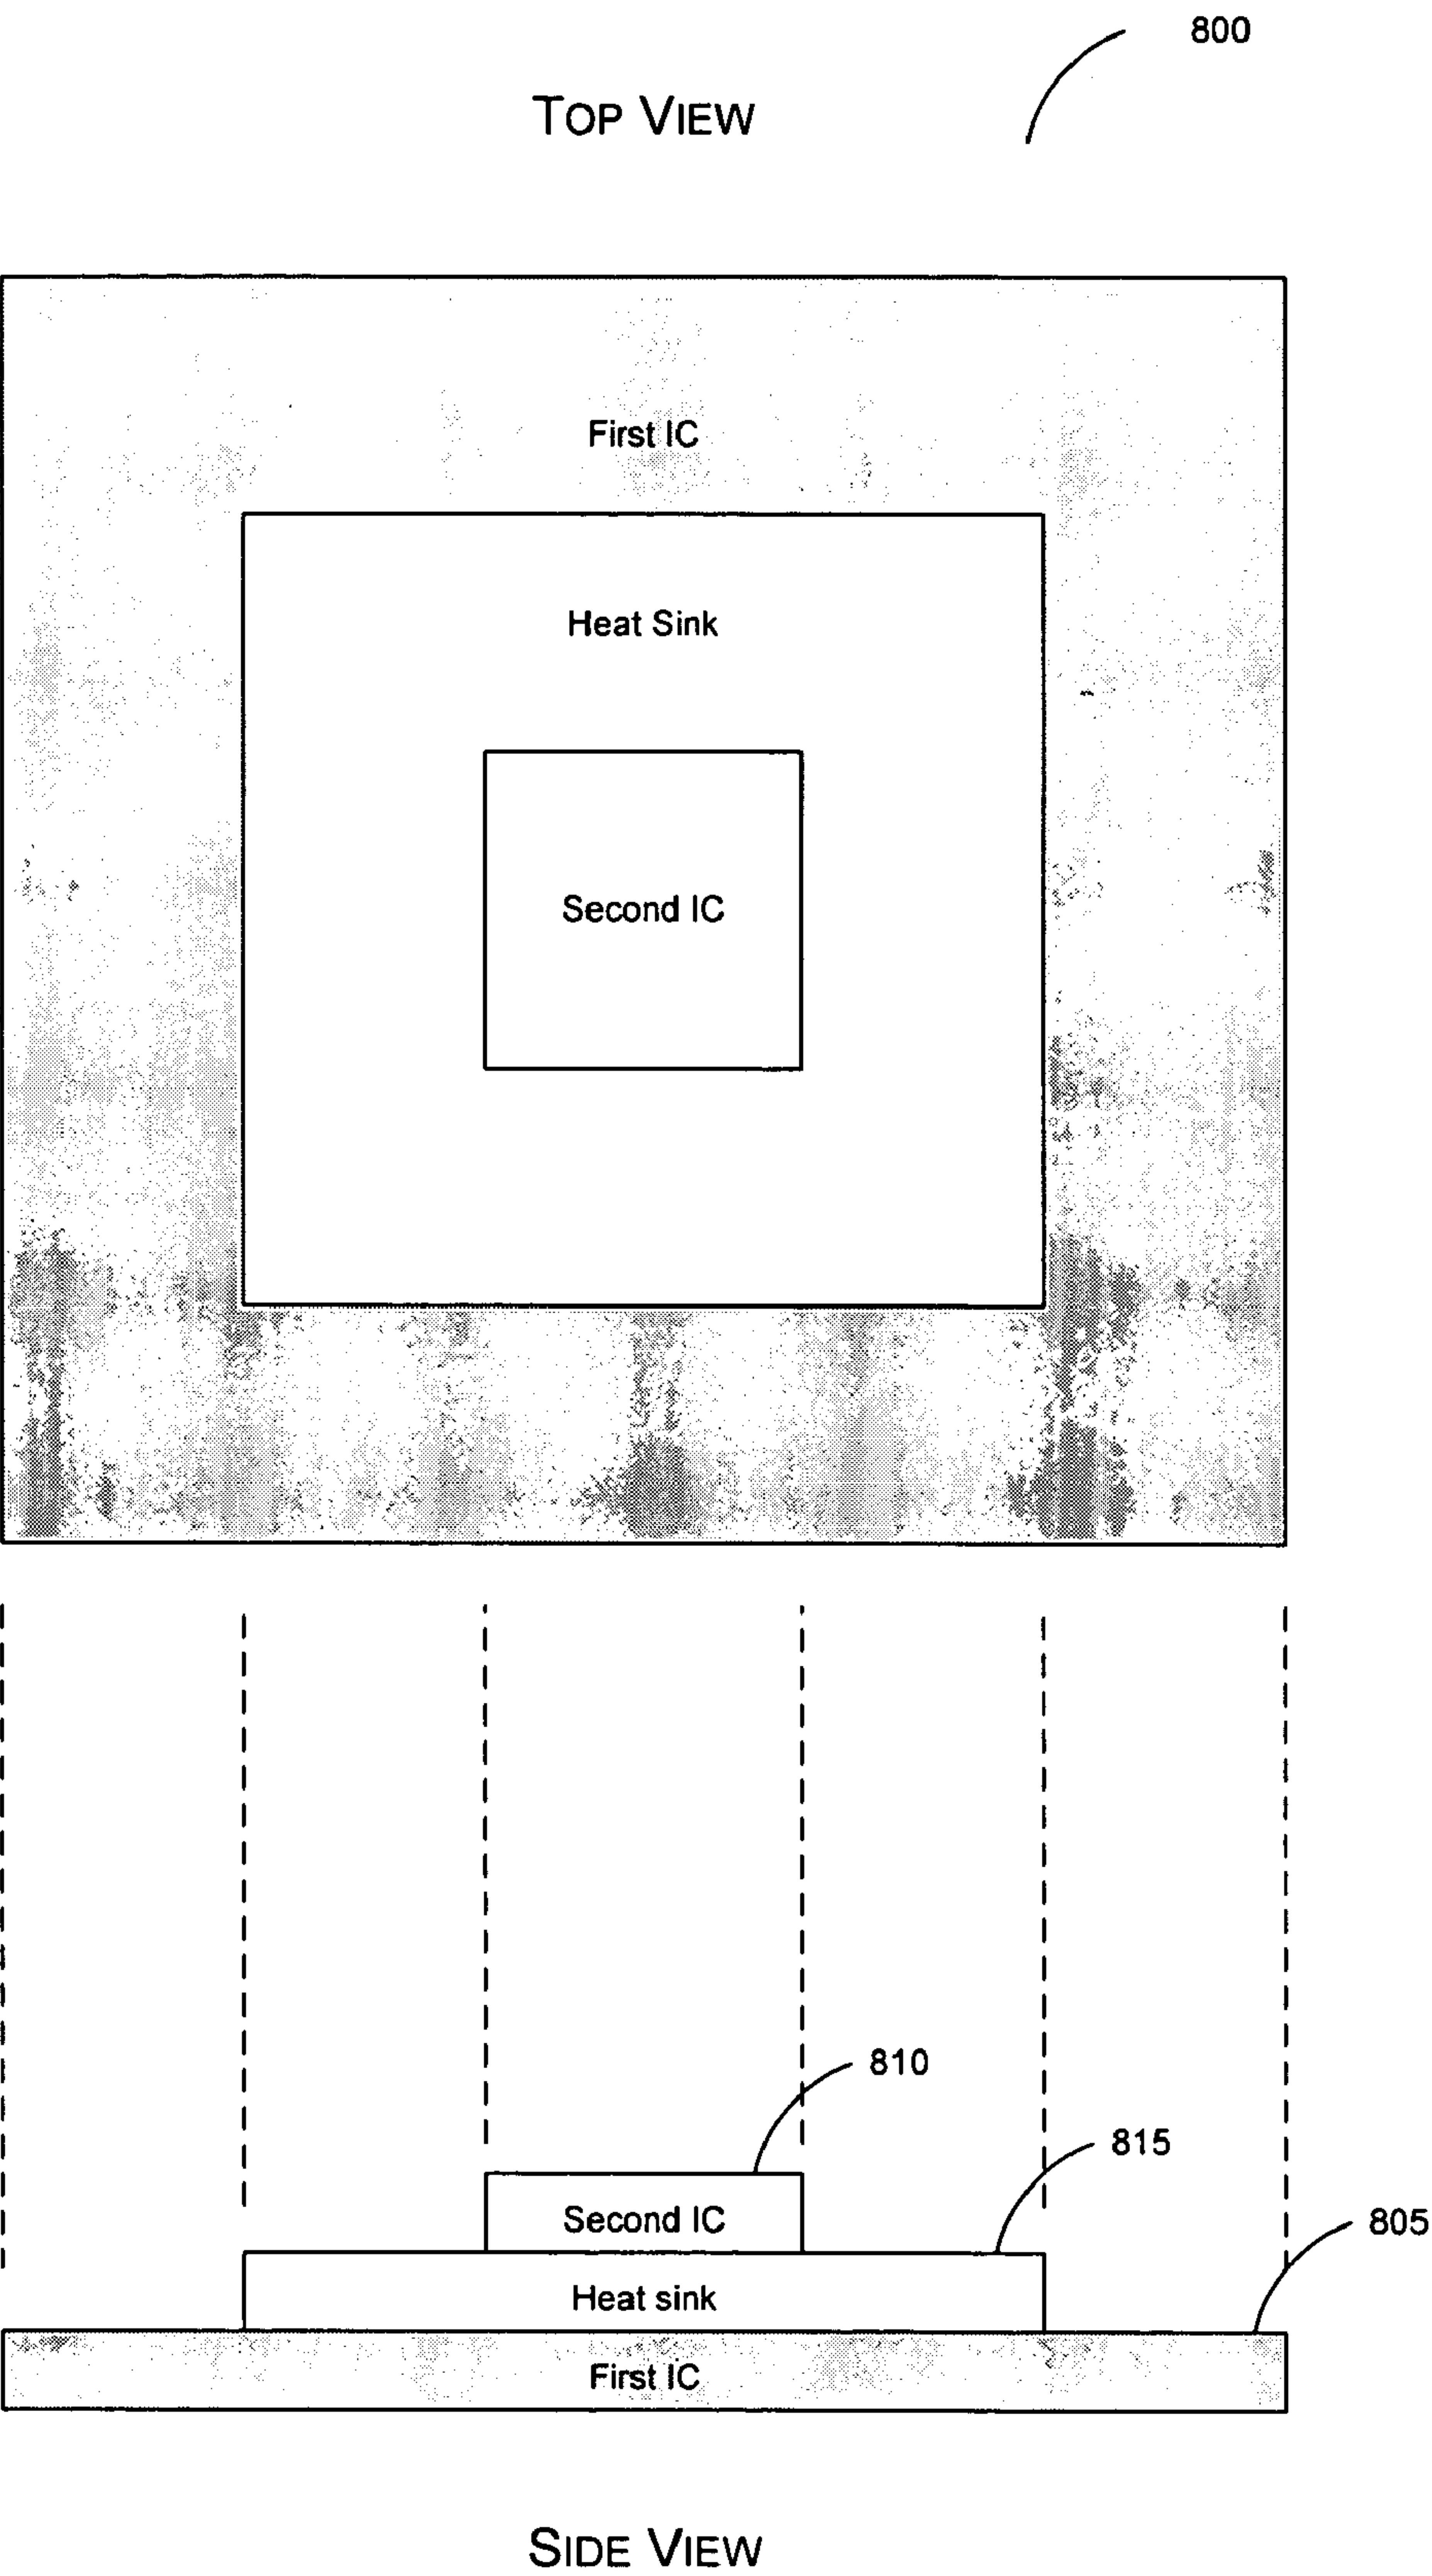 800
TOP VIEW
First IC
Heat Sink
Second IC
810
815
Second IC
805
Heat sink
First IC
SIDE VIEW